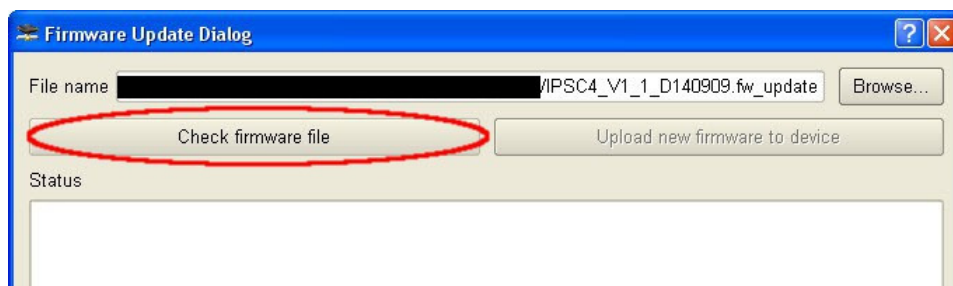 Firmware Update Dialog
File name /IPSC4_V1_1_D140909.fw_update Browse...
Check firmware file Upload new firmware to device
Status